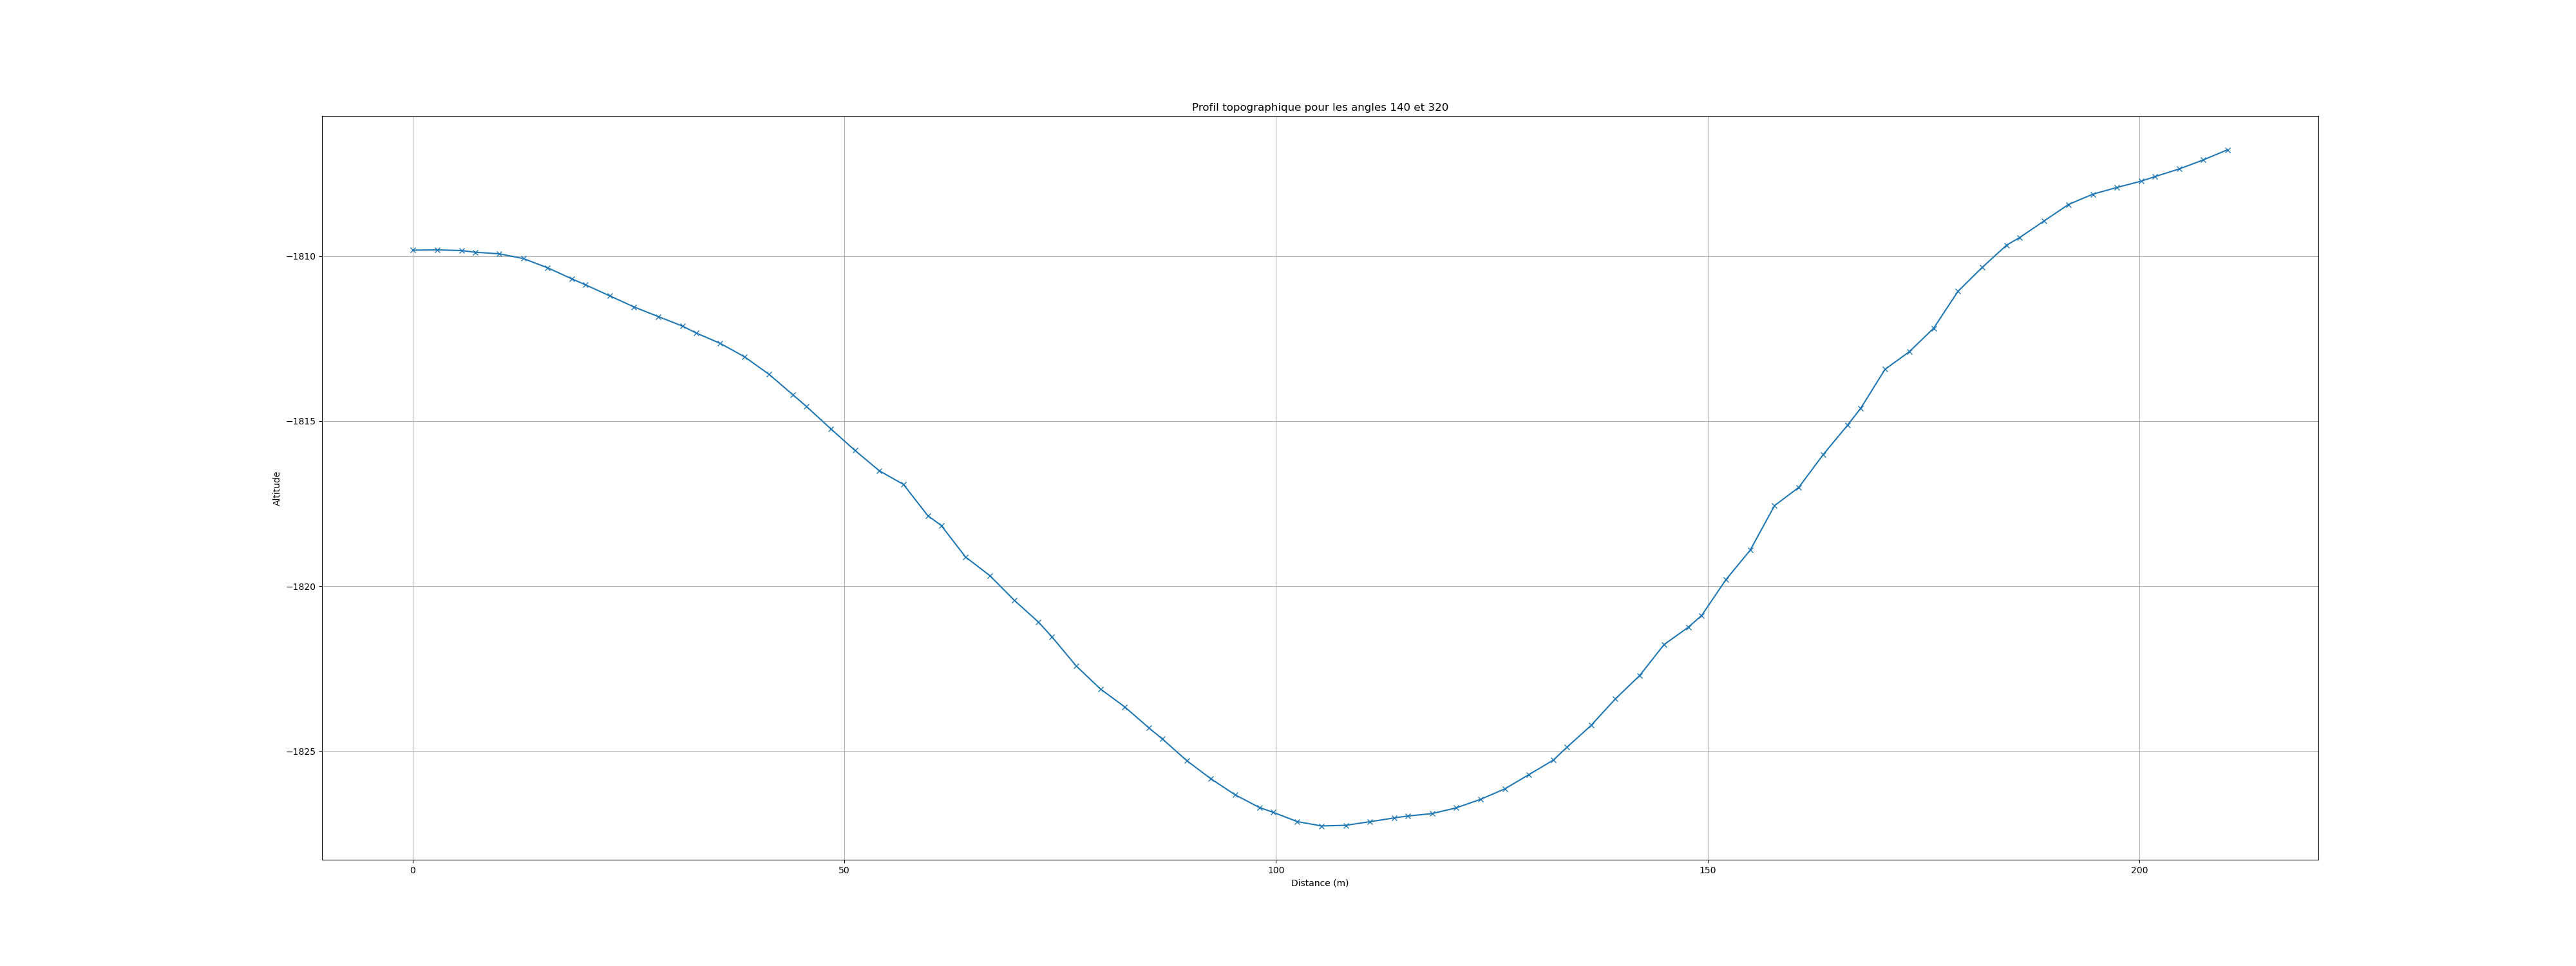 Profil topographique pour les angles 140 et 320
Altitude
−1810
−1815
−1820
−1825
0 50 100 150 200
Distance (m)